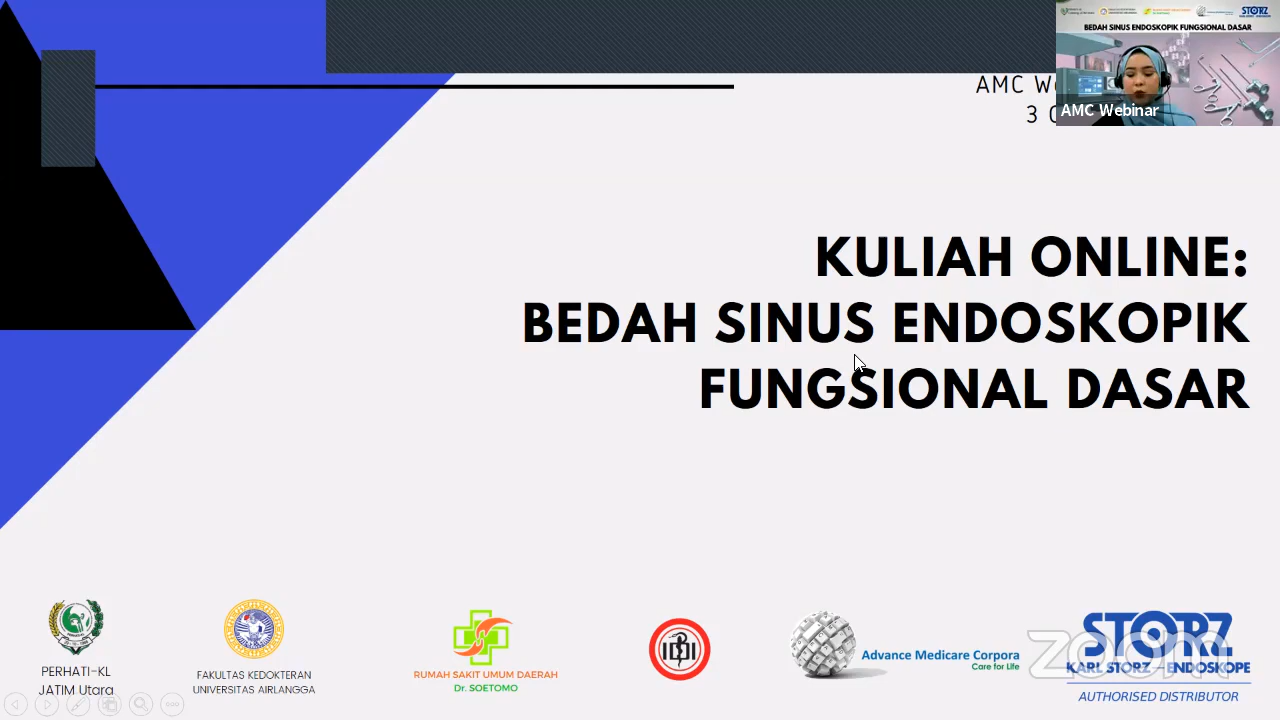 STORZ
BEDAH SINUS ENDOSKOPIK FUNGSIONAL DASAR
AMC
3
AMC Webinar
KULIAH ONLINE:
BEDAH SINUS ENDOSKOPIK
FUNGSIONAL DASAR
PERHATI-KL
JATIM Utara
FAKULTAS KEDOKTERAN
UNIVERSITAS AIRLANGGA
RUMAH SAKIT UMUM DAERAH
Dr. SOETOMO
IDI
Advance Medicare Corpora
Care for Life
STORZ
KARL STORZ — ENDOSKOPE
AUTHORISED DISTRIBUTOR
zoom